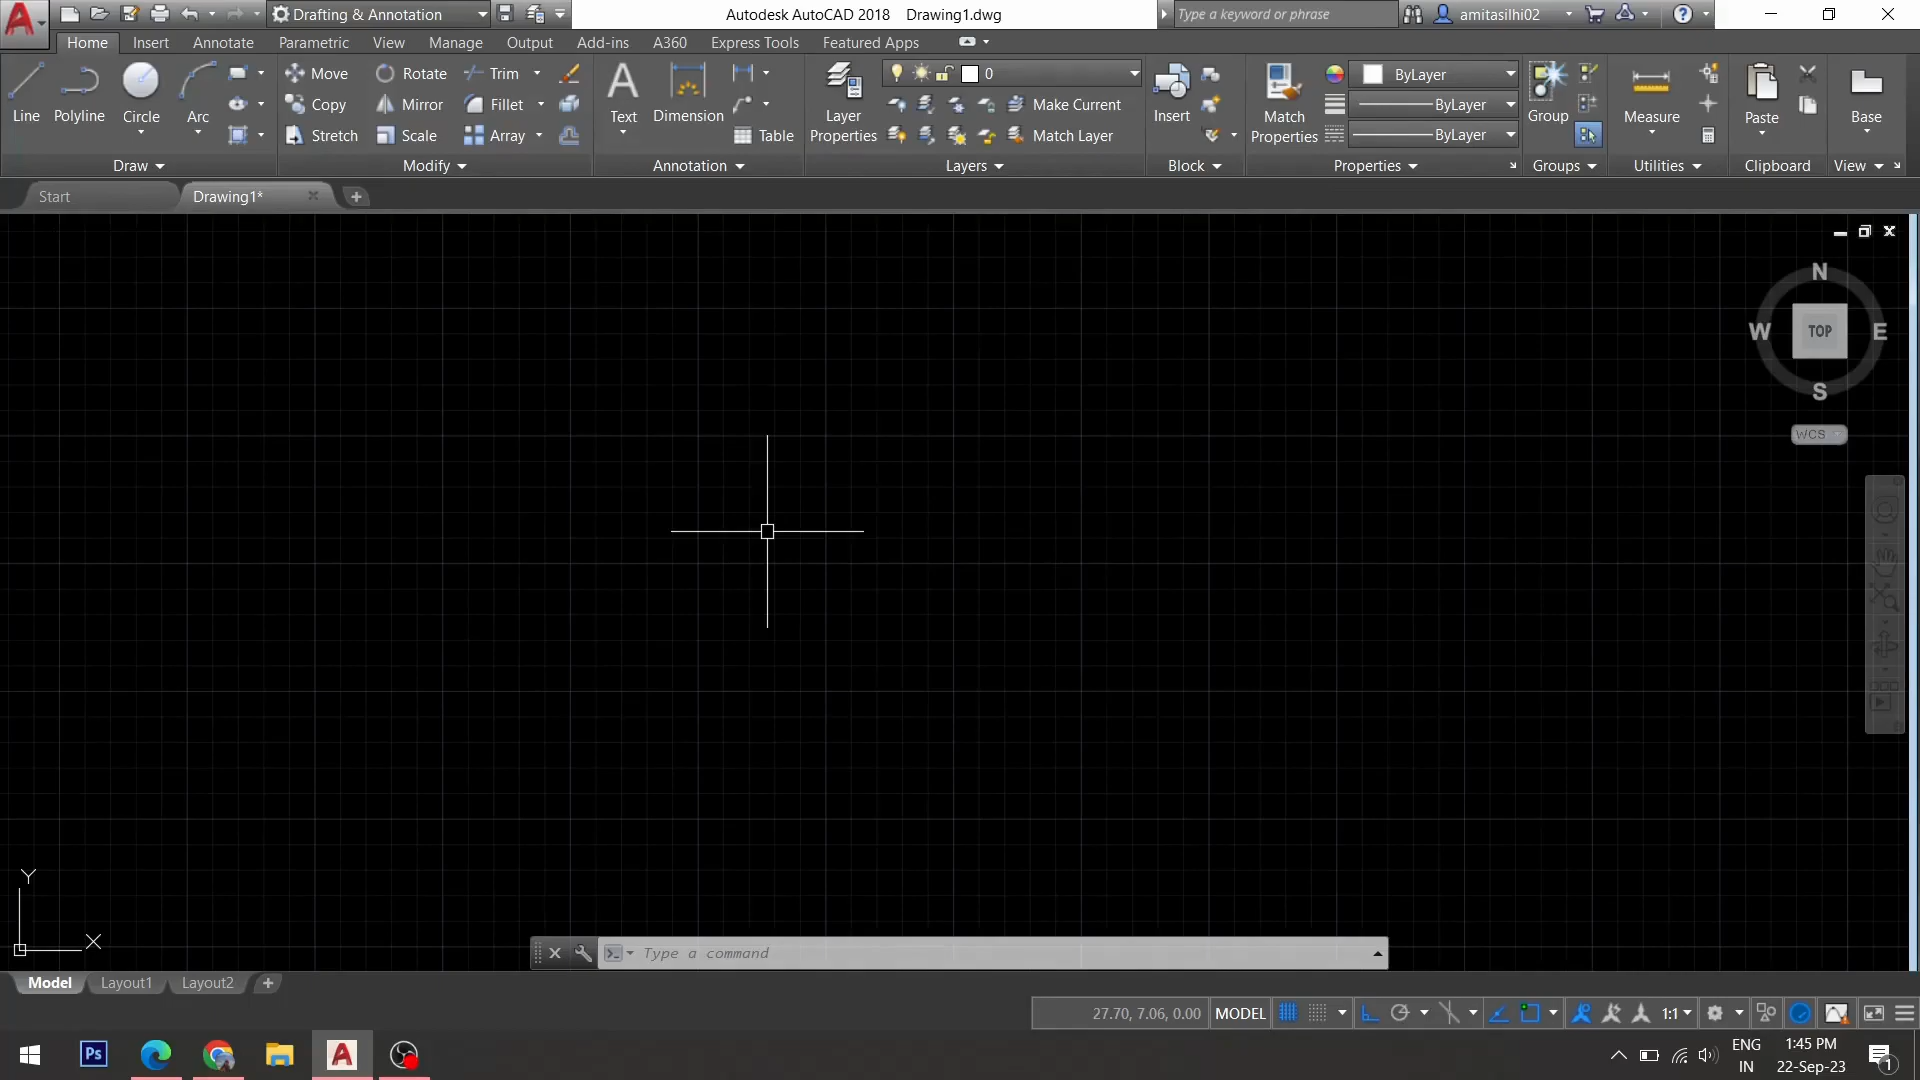 Drafting & Annotation
Autodesk AutoCAD 2018 Drawing1.dwg
Type a keyword or phrase
amitasilhi02
Home Insert Annotate Parametric View Manage Output Add-ins A360 Express Tools Featured Apps
Line Polyline Circle Arc
Move Rotate Trim
Copy Mirror Fillet
Stretch Scale Array
Text Dimension
Table
Layer Properties
0
Make Current
Match Layer
Insert
Match Properties
ByLayer
ByLayer
ByLayer
Group
Measure
Paste
Base
Draw Modify Annotation Layers Block Properties Groups Utilities Clipboard View
Start Drawing1*
N
W TOP E
S
WCS
Y
X
Type a command
Model Layout1 Layout2
27.70, 7.06, 0.00 MODEL 1:1
Ps
ENG
IN
1:45 PM
22-Sep-23
1